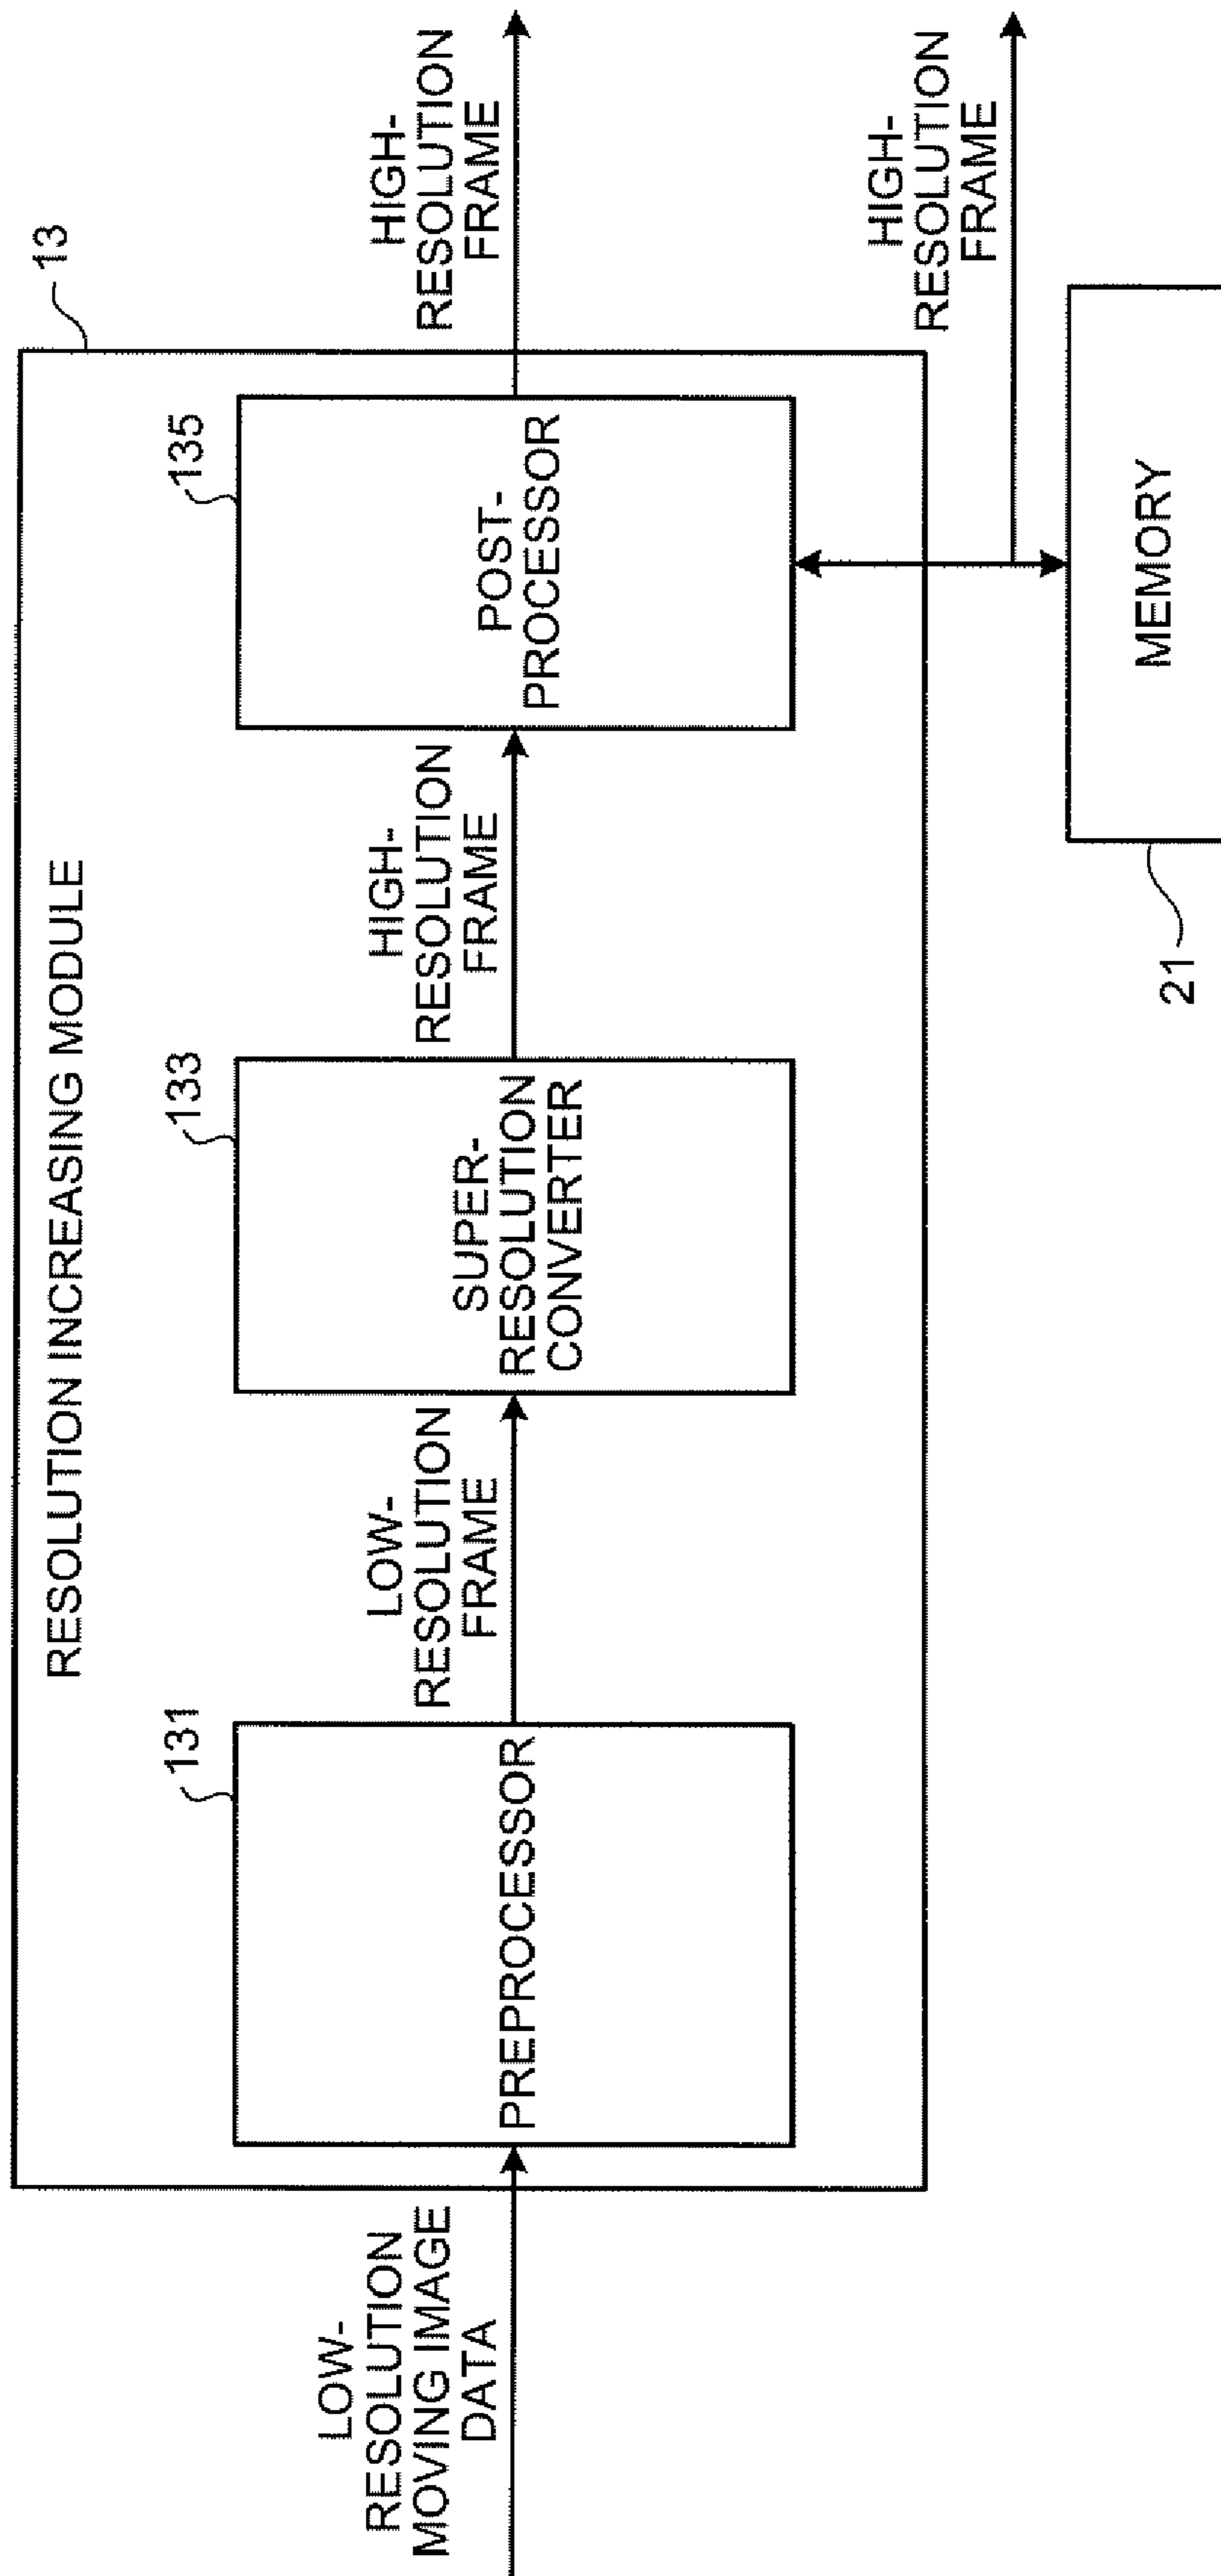 RESOLUTION INCREASING MODULE
13
LOW-
RESOLUTION
MOVING IMAGE
DATA
131
PREPROCESSOR
LOW-
RESOLUTION
FRAME
133
SUPER-
RESOLUTION
CONVERTER
HIGH-
RESOLUTION
FRAME
135
POST-
PROCESSOR
HIGH-
RESOLUTION
FRAME
HIGH-
RESOLUTION
FRAME
21
MEMORY